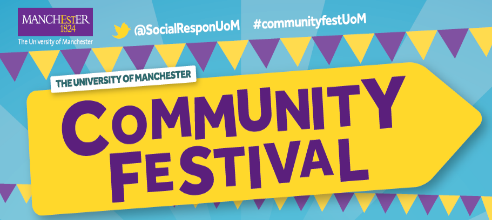 MANCHESTER
1824
The University of Manchester
@SocialResponUoM #communityfestUoM
THE UNIVERSITY OF MANCHESTER
COMMUNITY
FESTIVAL